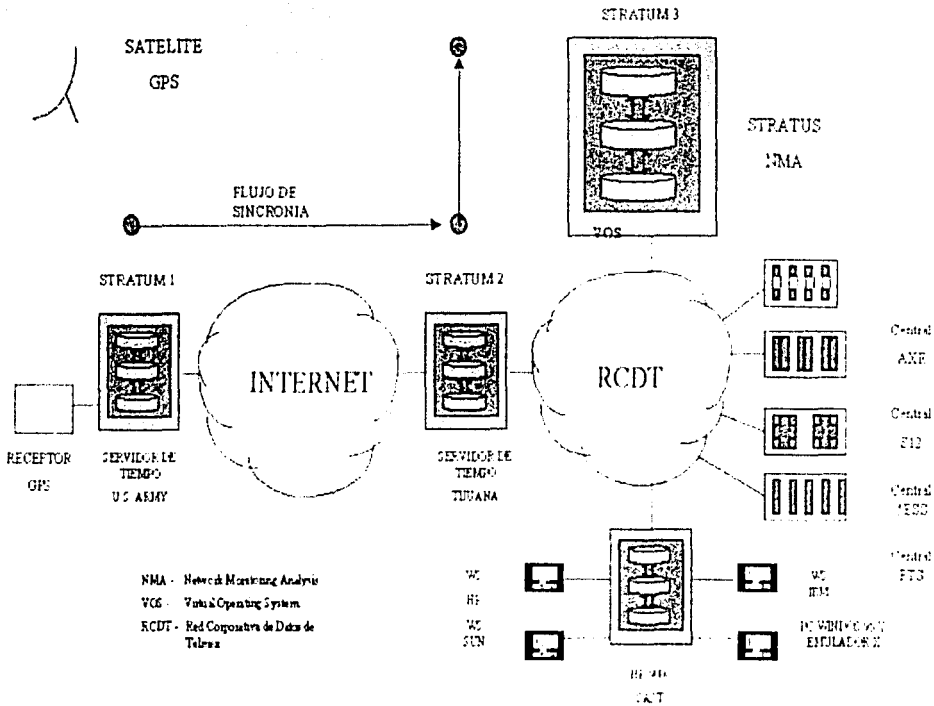 STRATUM 3
SATELITE
GPS
STRATUS
NMA
FLUJO DE
SINCRONIA
VOS
STRATUM 1
STRATUM 2
INTERNET
RCDT
Central
AXE
Central
S12
Central
Central
RECEPTOR
GPS
SERVIDOR DE
TIEMPO
U.S. ARMY
SERVIDOR DE
TIEMPO
TIJUANA
NMA - Network Monitoring Analysis
VOS - Virtual Operating System
RCDT - Red Corporativa de Datos de
Telmex
WS
WS
SUN
WS
IBM
EMULADOR X